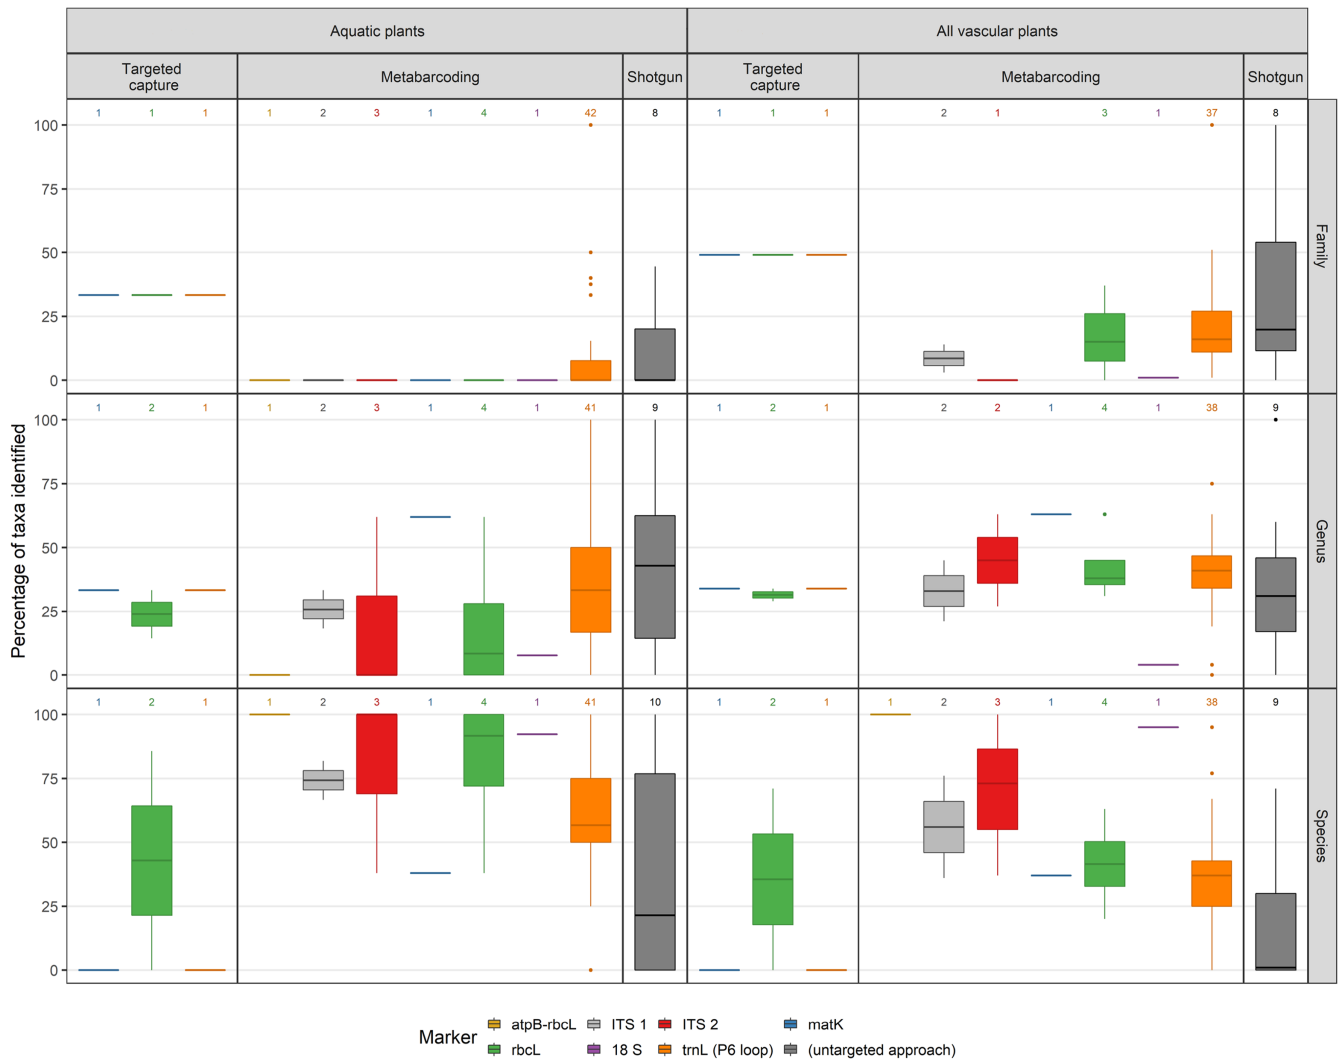 Aquatic plants All vascular plants
Targeted capture Metabarcoding Shotgun Targeted capture Metabarcoding Shotgun
1 1 1 1 2 3 1 4 1 42 8 1 1 1 2 1 3 1 37 8
100
75
50
25
0
Family
1 2 1 1 2 3 1 4 1 41 9 1 2 1 2 2 1 4 1 38 9
100
75
50
25
0
Genus
Percentage of taxa identified
1 2 1 1 2 3 1 4 1 41 10 1 2 1 1 2 3 1 4 1 38 9
100
75
50
25
0
Species
Marker
atpB-rbcL ITS 1 ITS 2 matK
rbcL 18 S trnL (P6 loop) (untargeted approach)